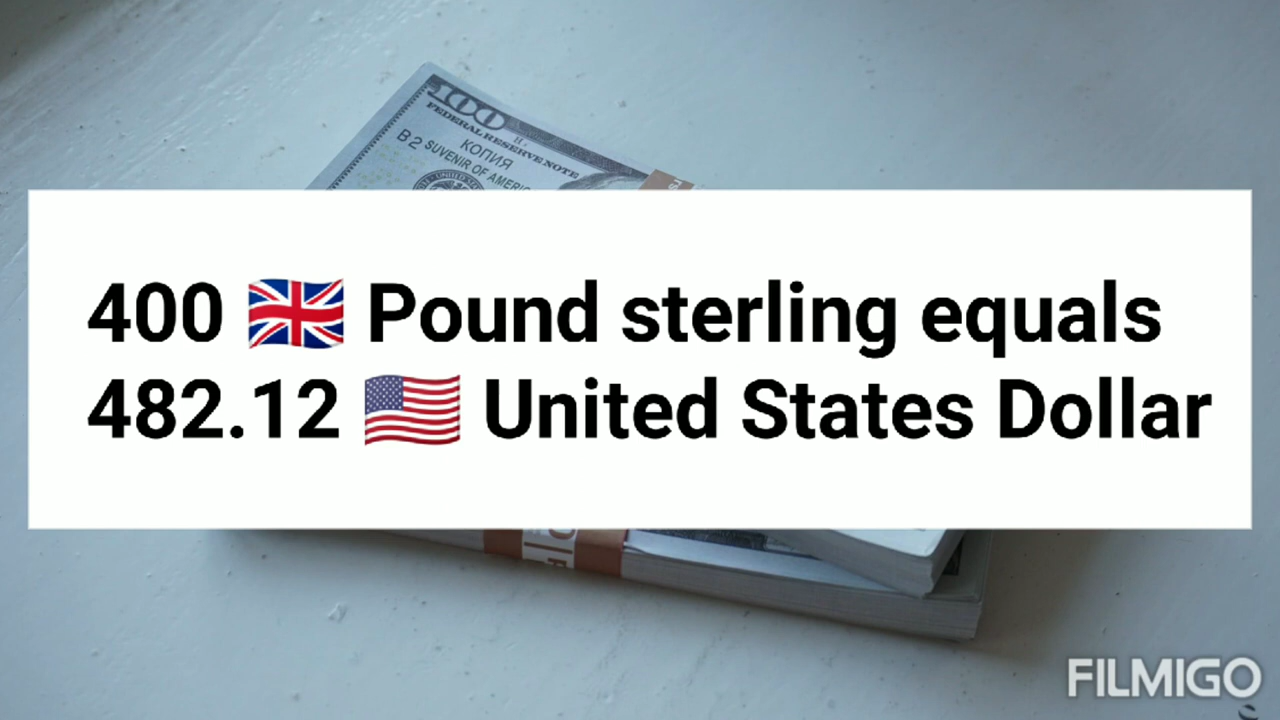 100
FEDERAL RESERVE NOTE
B2 SUVENIR OF AMERI
КОПИЯ
400 🇬🇧 Pound sterling equals
482.12 🇺🇸 United States Dollar
FILMIGO